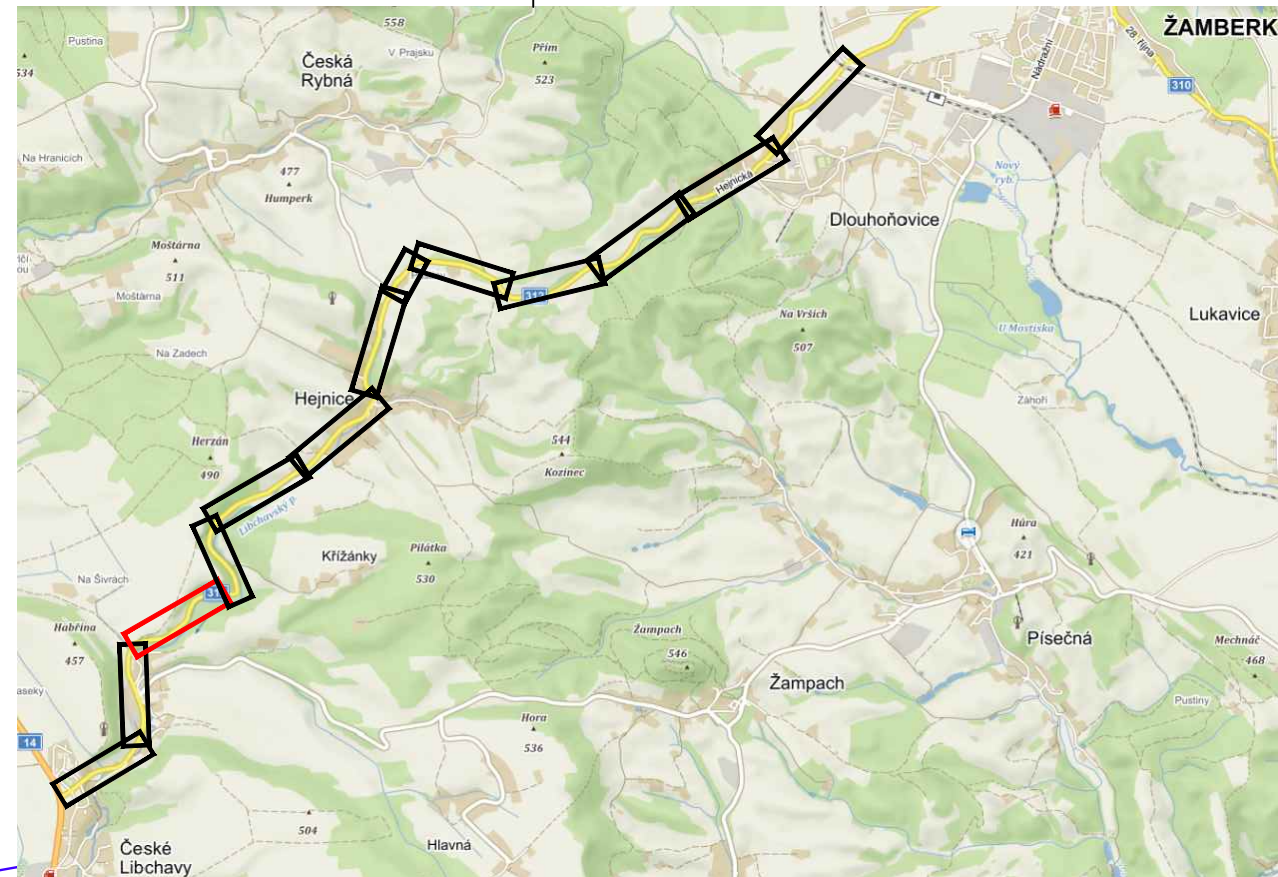 558
Pustina
V Prajsku
Přím
523
28. října
ŽAMBERK
Česká
Rybná
534
Nádražní
310
Na Hranicích
477
Humperk
Nový
ryb.
Hejnická
Dlouhoňovice
Moštárna
511
Moštárna
312
Na Vrších
507
U Mostiska
Lukavice
Na Zadech
Hejnice
Záhoří
Herzán
490
544
Kozinec
Libchavský p.
Hůra
421
Křížánky
Pilátka
530
Na Šivrách
Habřina
457
Žampach
546
Písečná
Mechnáč
468
Žampach
Pustiny
14
Hora
536
504
České
Libchavy
Hlavná